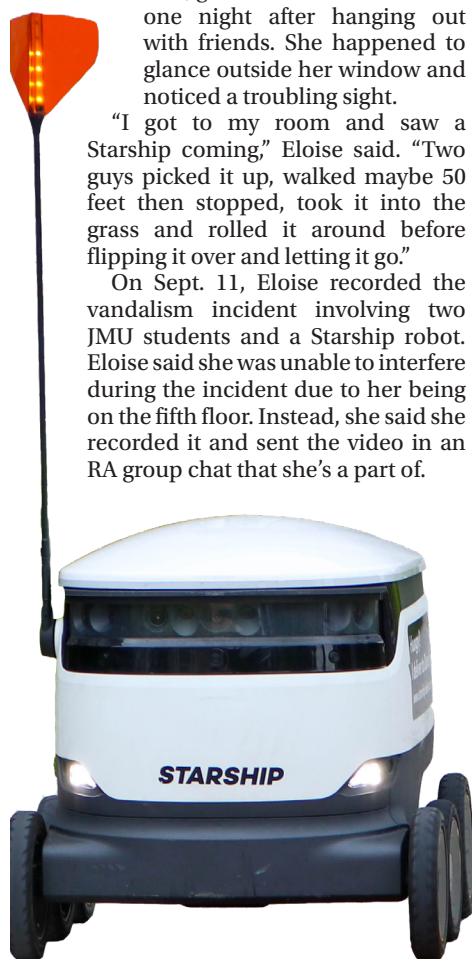 one night after hanging out
with friends. She happened to
glance outside her window and
noticed a troubling sight.
“I got to my room and saw a
Starship coming,” Eloise said. “Two
guys picked it up, walked maybe 50
feet then stopped, took it into the
grass and rolled it around before
flipping it over and letting it go.”
On Sept. 11, Eloise recorded the
vandalism incident involving two
JMU students and a Starship robot.
Eloise said she was unable to interfere
during the incident due to her being
on the fifth floor. Instead, she said she
recorded it and sent the video in an
RA group chat that she’s a part of.
STARSHIP